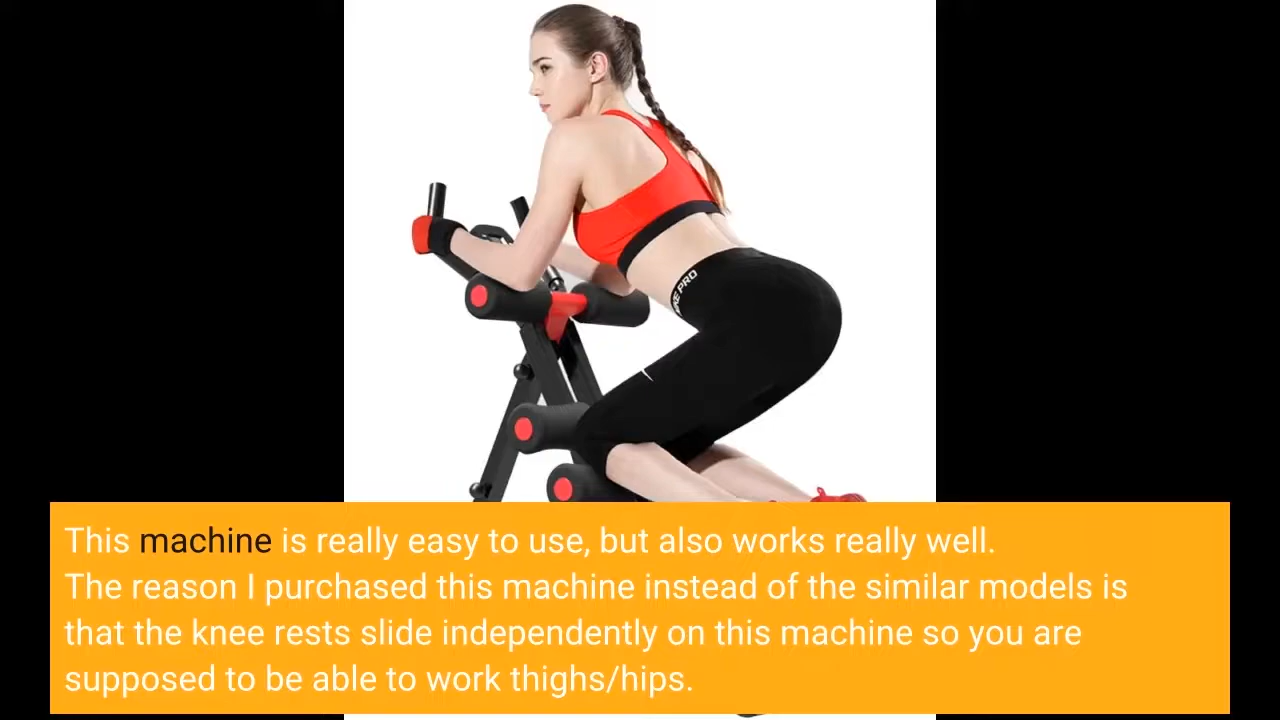 PRO
This machine is really easy to use, but also works really well.
The reason I purchased this machine instead of the similar models is
that the knee rests slide independently on this machine so you are
supposed to be able to work thighs/hips.